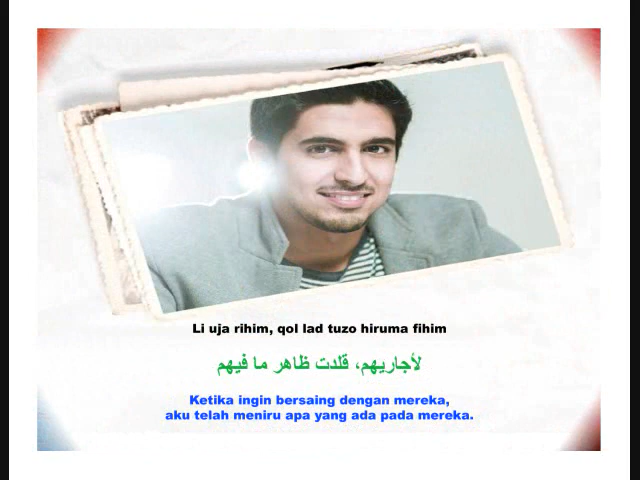 Li uja rihim, qol lad tuzo hiruma fihim
لأجاريهم، قلدت ظاهر ما فيهم
Ketika ingin bersaing dengan mereka,
aku telah meniru apa yang ada pada mereka.